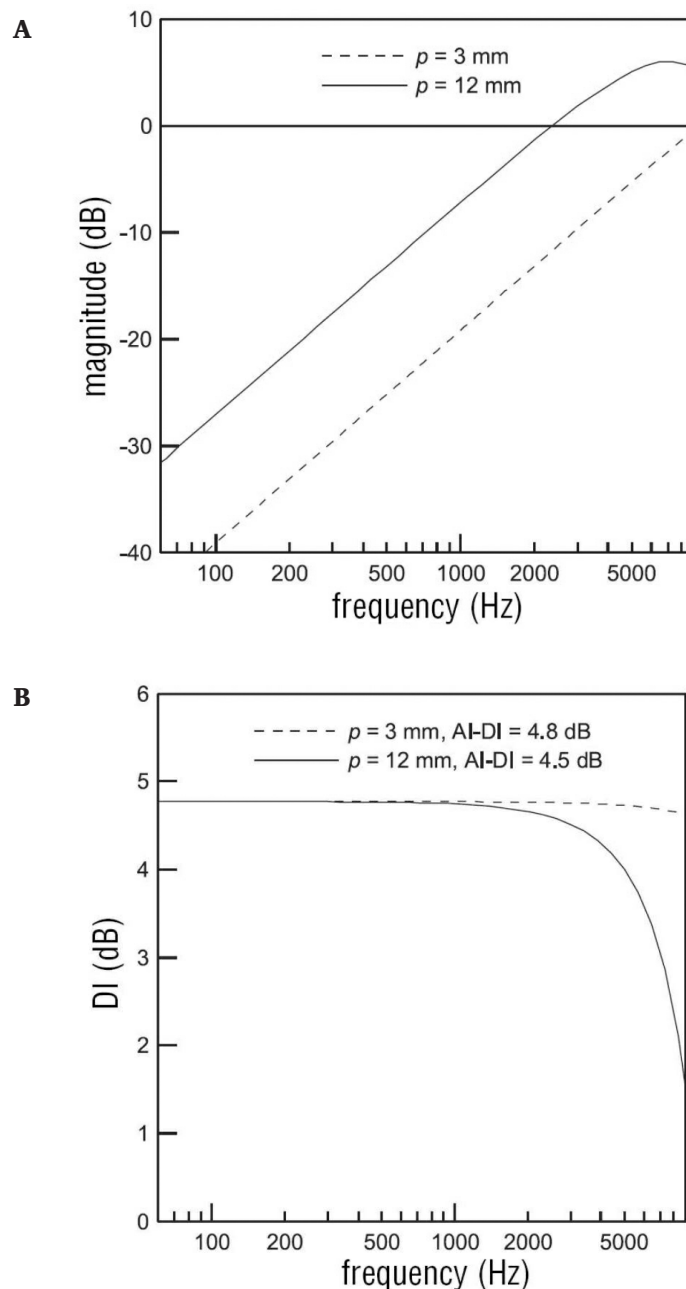 A
10
0
-10
-20
-30
-40
magnitude (dB)
p = 3 mm
p = 12 mm
100 200 500 1000 2000 5000
frequency (Hz)
B
6
5
4
3
2
1
0
DI (dB)
p = 3 mm, AI-DI = 4.8 dB
p = 12 mm, AI-DI = 4.5 dB
100 200 500 1000 2000 5000
frequency (Hz)